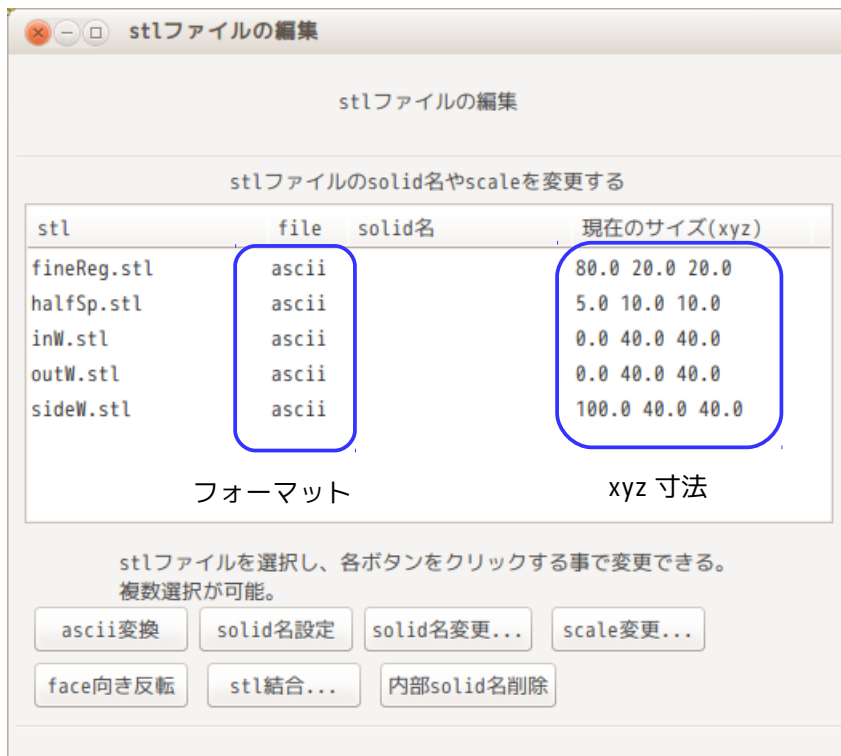 stlファイルの編集
stlファイルの編集
stlファイルのsolid名やscaleを変更する
stl file solid名 現在のサイズ(xyz)
fineReg.stl ascii 80.0 20.0 20.0
halfSp.stl ascii 5.0 10.0 10.0
inW.stl ascii 0.0 40.0 40.0
outW.stl ascii 0.0 40.0 40.0
sideW.stl ascii 100.0 40.0 40.0
フォーマット xyz 寸法
stlファイルを選択し、各ボタンをクリックする事で変更できる。
複数選択が可能。
ascii変換 solid名設定 solid名変更... scale変更...
face向き反転 stl結合... 内部solid名削除